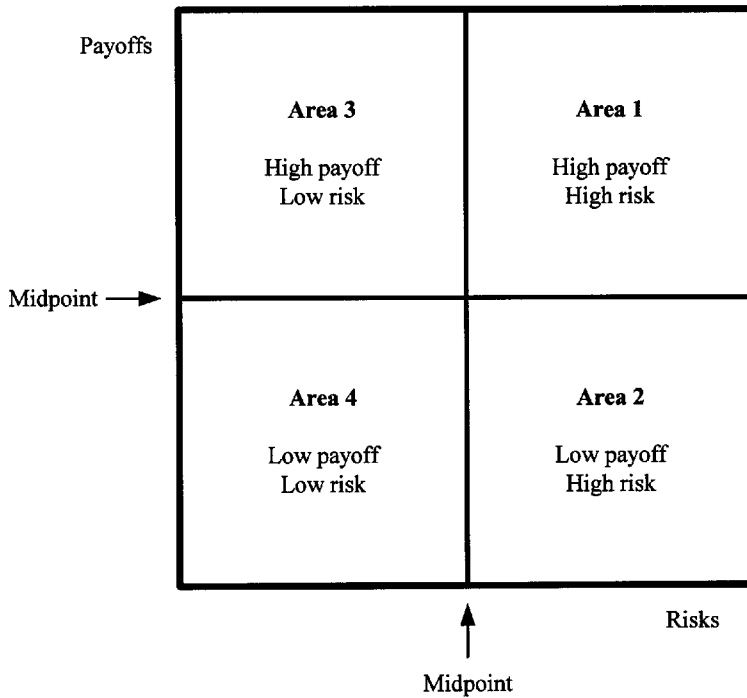 Payoffs
Area 3
High payoff
Low risk
Area 1
High payoff
High risk
Midpoint
Area 4
Low payoff
Low risk
Area 2
Low payoff
High risk
Risks
Midpoint